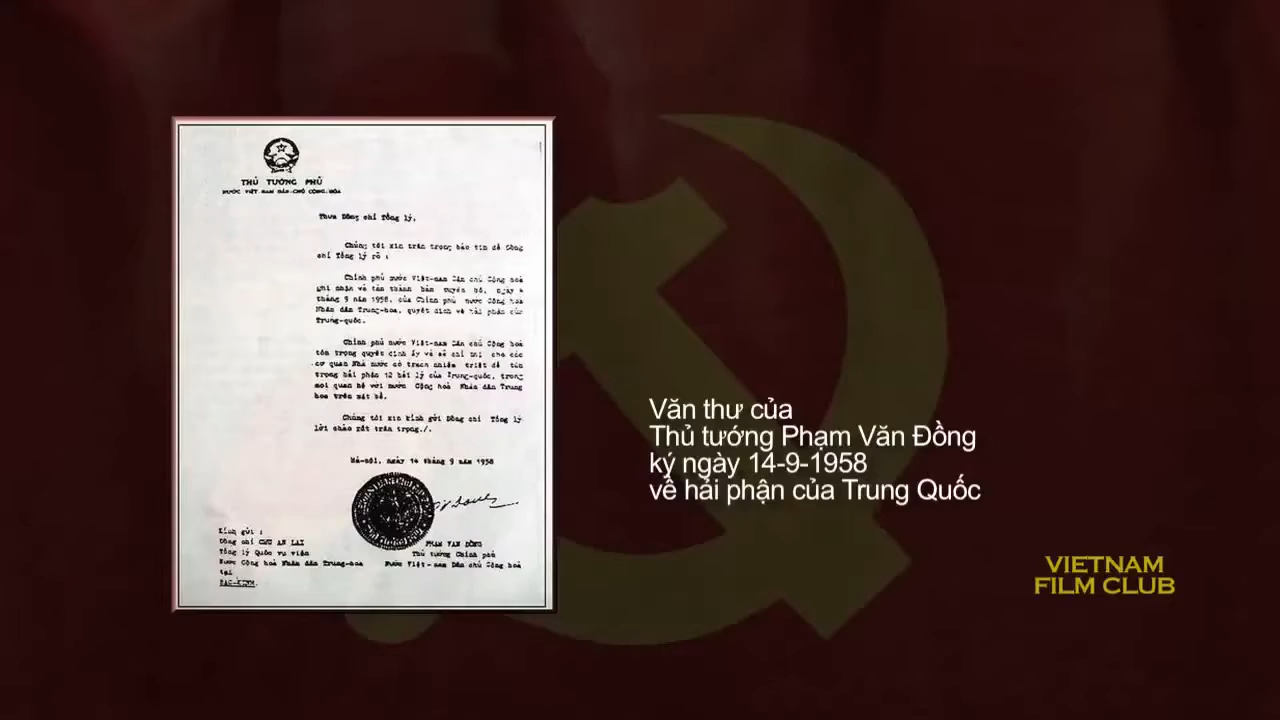 THỦ TƯỚNG PHỦ
NƯỚC VIỆT-NAM DÂN-CHỦ CỘNG-HÒA
Thưa Đồng chí Tổng lý,
Chúng tôi xin trân trọng báo tin để Đồng
chí Tổng lý rõ :
Chính phủ nước Việt-nam Dân chủ Cộng hoà
ghi nhận và tán thành bản tuyên bố, ngày 4
tháng 9 năm 1958, của Chính phủ nước Cộng hoà
Nhân dân Trung-hoa, quyết định về hải phận của
Trung-quốc.
Chính phủ nước Việt-nam Dân chủ Cộng hoà
tôn trọng quyết định ấy và sẽ chỉ thị cho các
cơ quan Nhà nước có trách nhiệm triệt để tôn
trọng hải phận 12 hải lý của Trung-quốc, trong
mọi quan hệ với nước Cộng hoà Nhân dân Trung
hoa trên mặt bể.
Chúng tôi xin kính gửi Đồng chí Tổng lý
lời chào rất trân trọng./.
Hà-nội, ngày 14 tháng 9 năm 1958
PHẠM VĂN ĐỒNG
Thủ tướng Chính phủ
Nước Việt-nam Dân chủ Cộng hoà
Kính gửi :
Đồng chí CHU AN LAI
Tổng lý Quốc vụ viện
Nước Cộng hoà Nhân dân Trung-hoa
tại
BẮC-KINH.
Văn thư của
Thủ tướng Phạm Văn Đồng
ký ngày 14-9-1958
về hải phận của Trung Quốc
VIETNAM
FILM CLUB